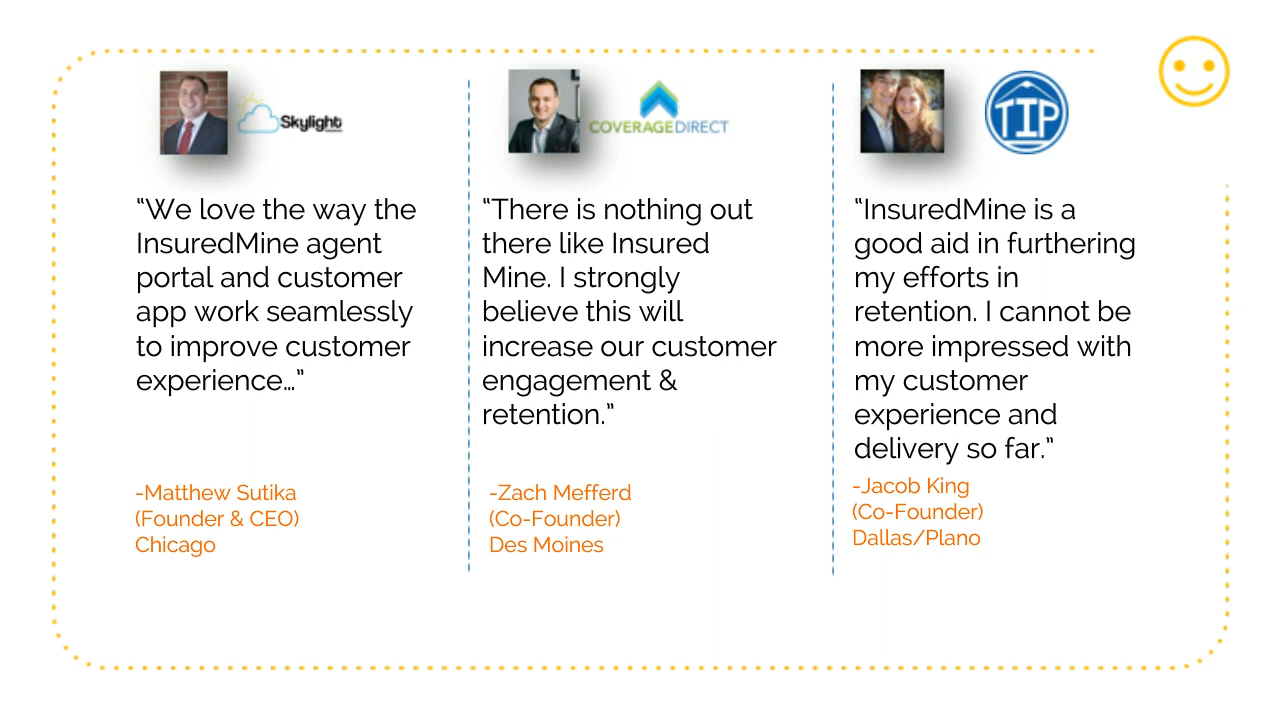 Skylight
COVERAGEDIRECT
TIP
“We love the way the
InsuredMine agent
portal and customer
app work seamlessly
to improve customer
experience…”
-Matthew Sutika
(Founder & CEO)
Chicago
“There is nothing out
there like Insured
Mine. I strongly
believe this will
increase our customer
engagement &
retention.”
-Zach Mefferd
(Co-Founder)
Des Moines
“InsuredMine is a
good aid in furthering
my efforts in
retention. I cannot be
more impressed with
my customer
experience and
delivery so far.”
-Jacob King
(Co-Founder)
Dallas/Plano